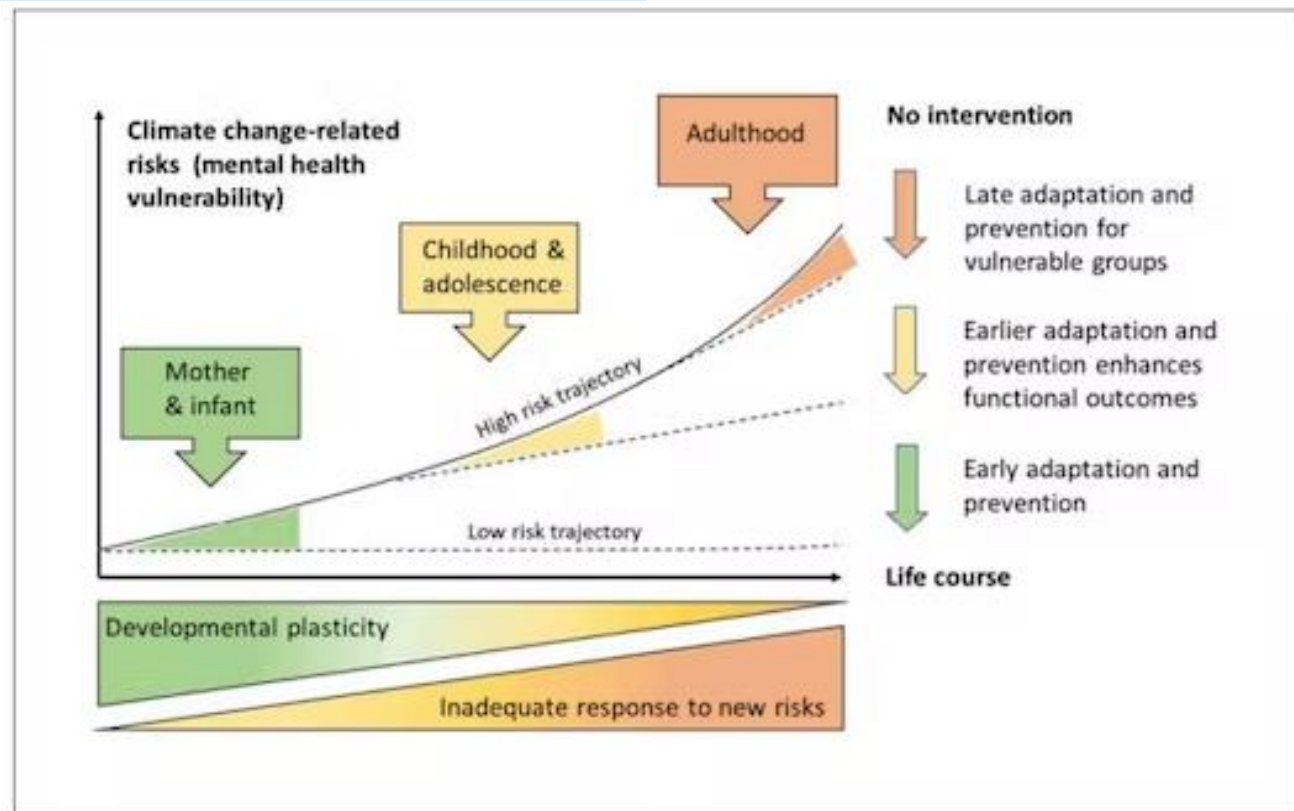 Climate change-related
risks (mental health
vulnerability)
Adulthood
No intervention
Late adaptation and
prevention for
vulnerable groups
Childhood &
adolescence
Earlier adaptation and
prevention enhances
functional outcomes
Mother
& infant
High risk trajectory
Early adaptation and
prevention
Low risk trajectory
Life course
Developmental plasticity
Inadequate response to new risks